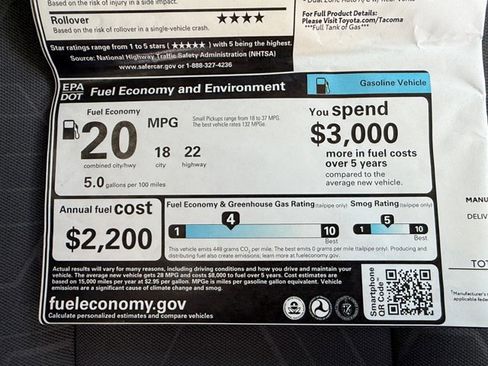 Based on the risk of injury in a side impact.
Rollover ★★★★
Based on the risk of rollover in a single-vehicle crash.
Star ratings range from 1 to 5 stars (★★★★★) with 5 being the highest.
Source: National Highway Traffic Safety Administration (NHTSA)
www.safercar.gov or 1-888-327-4236
For Full Product Details:
Please Visit Toyota.com/Tacoma
*Full Tank of Gas*
EPA
DOT
Fuel Economy and Environment
Gasoline Vehicle
Fuel Economy
20 MPG
Small Pickups range from 18 to 37 MPG.
The best vehicle rates 132 MPGe.
18 22
combined city/hwy city highway
5.0 gallons per 100 miles
You spend
$3,000
more in fuel costs
over 5 years
compared to the
average new vehicle.
Annual fuel cost
$2,200
Fuel Economy & Greenhouse Gas Rating (tailpipe only)
1 4 10
Best
Smog Rating (tailpipe only)
1 5 10
Best
This vehicle emits 448 grams CO2 per mile. The best emits 0 grams per mile (tailpipe only). Producing and
distributing fuel also create emissions; learn more at fueleconomy.gov.
Actual results will vary for many reasons, including driving conditions and how you drive and maintain your
vehicle. The average new vehicle gets 28 MPG and costs $8,000 to fuel over 5 years. Cost estimates are
based on 15,000 miles per year at $2.95 per gallon. MPGe is miles per gasoline gallon equivalent. Vehicle
emissions are a significant cause of climate change and smog.
fueleconomy.gov
Calculate personalized estimates and compare vehicles
Smartphone
QR Code
MANU
DELIV
TOT